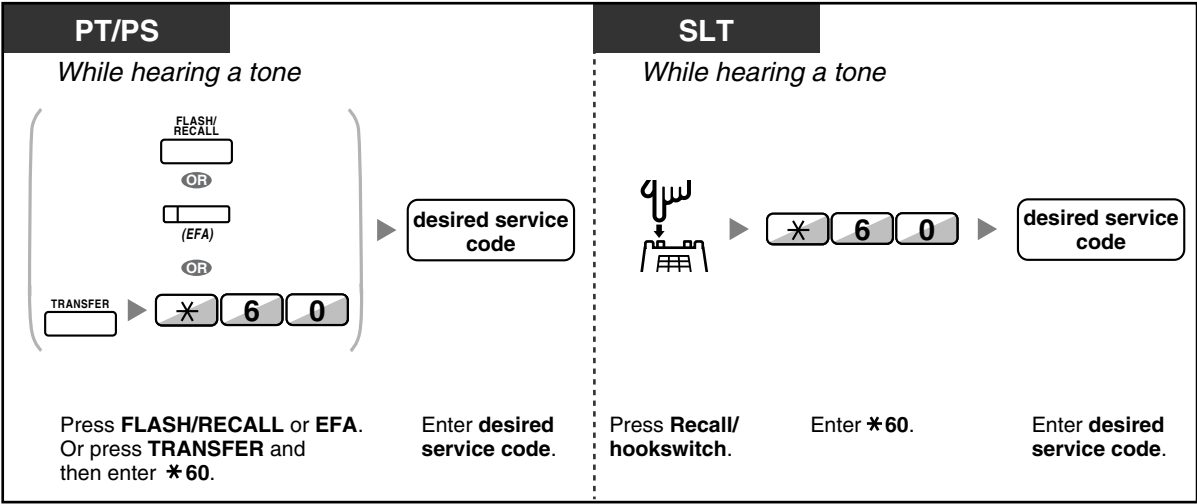 PT/PS
While hearing a tone
FLASH/
RECALL
OR
(EFA)
OR
TRANSFER
* 6 0
desired service
code
Press FLASH/RECALL or EFA.
Or press TRANSFER and
then enter *60.
Enter desired
service code.
SLT
While hearing a tone
* 6 0
desired service
code
Press Recall/
hookswitch.
Enter *60.
Enter desired
service code.